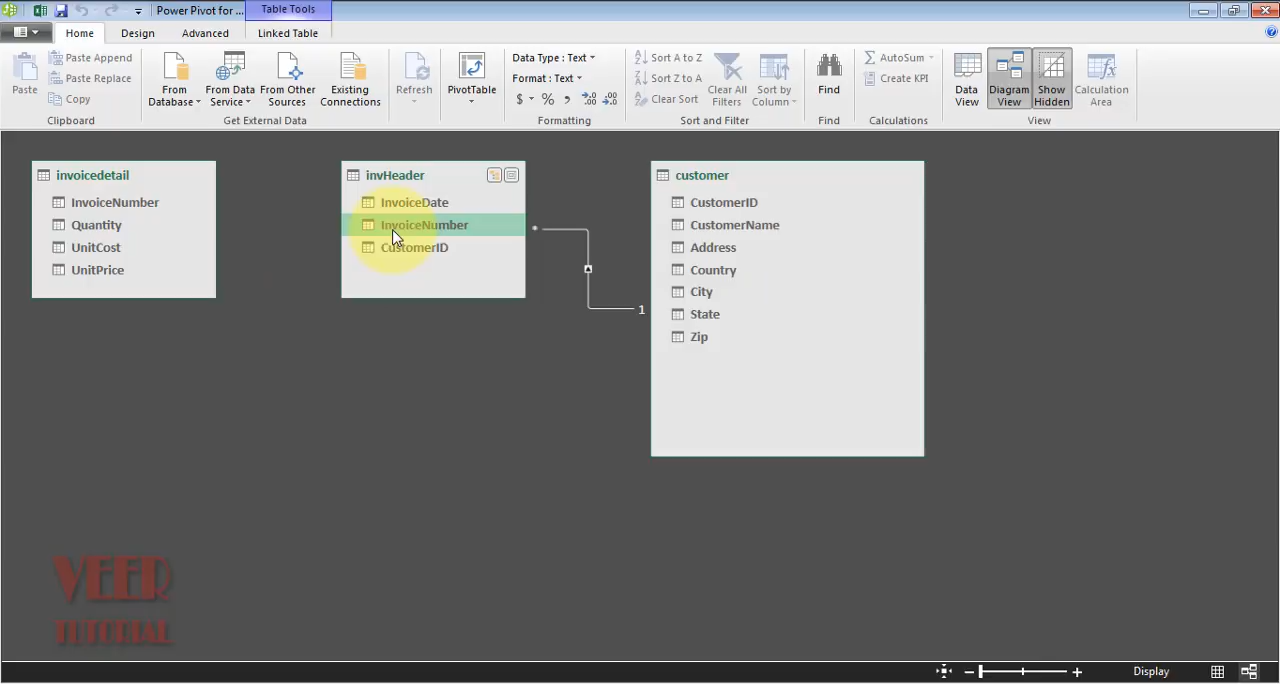 Power Pivot for ...
Table Tools
Home
Design
Advanced
Linked Table
Paste
Paste Append
Paste Replace
Copy
Clipboard
From Database
From Data Service
From Other Sources
Existing Connections
Get External Data
Refresh
PivotTable
Data Type : Text
Format : Text
$ % , .00 .00
Formatting
Sort A to Z
Sort Z to A
Clear Sort
Clear All Filters
Sort by Column
Sort and Filter
Find
Find
AutoSum
Create KPI
Calculations
Data View
Diagram View
Show Hidden
Calculation Area
View
invoicedetail
InvoiceNumber
Quantity
UnitCost
UnitPrice
invHeader
InvoiceDate
InvoiceNumber
CustomerID
*
1
customer
CustomerID
CustomerName
Address
Country
City
State
Zip
VEER
TUTORIAL
Display